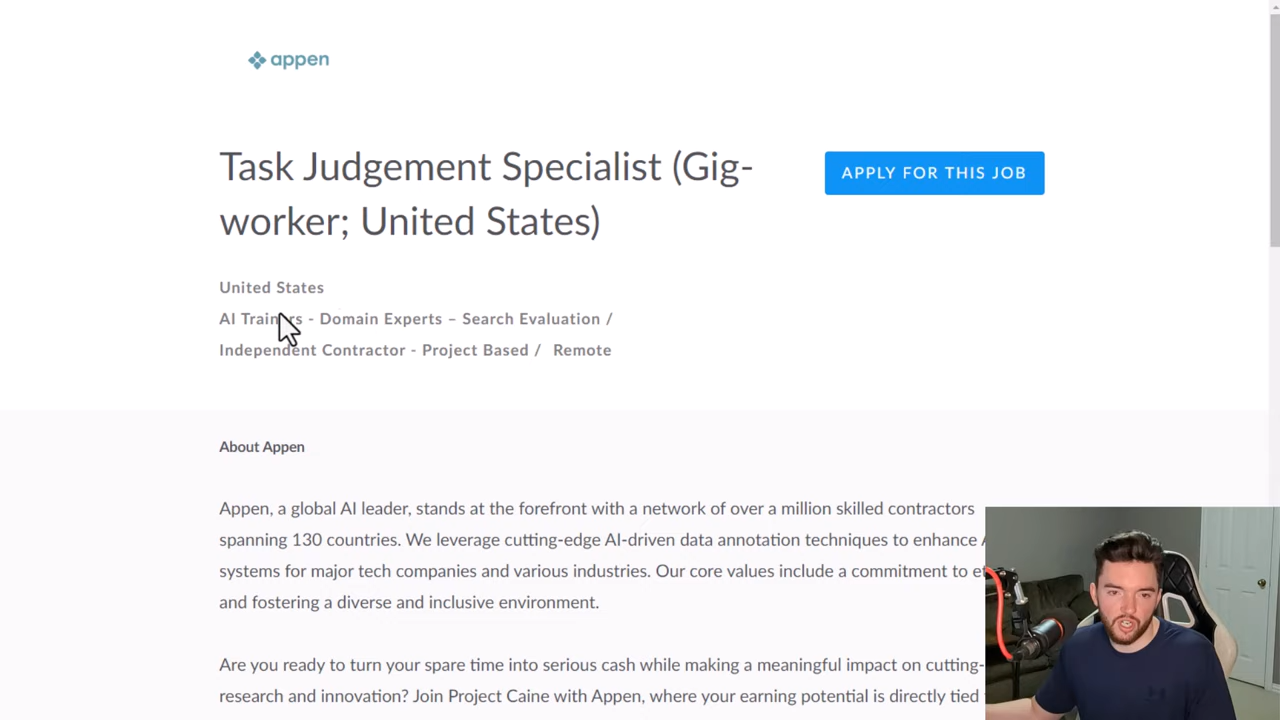 appen
Task Judgement Specialist (Gig-
worker; United States)
APPLY FOR THIS JOB
United States
AI Trainers - Domain Experts – Search Evaluation /
Independent Contractor - Project Based / Remote
About Appen
Appen, a global AI leader, stands at the forefront with a network of over a million skilled contractors
spanning 130 countries. We leverage cutting-edge AI-driven data annotation techniques to enhance
systems for major tech companies and various industries. Our core values include a commitment to
and fostering a diverse and inclusive environment.
Are you ready to turn your spare time into serious cash while making a meaningful impact on cutting-
research and innovation? Join Project Caine with Appen, where your earning potential is directly tied